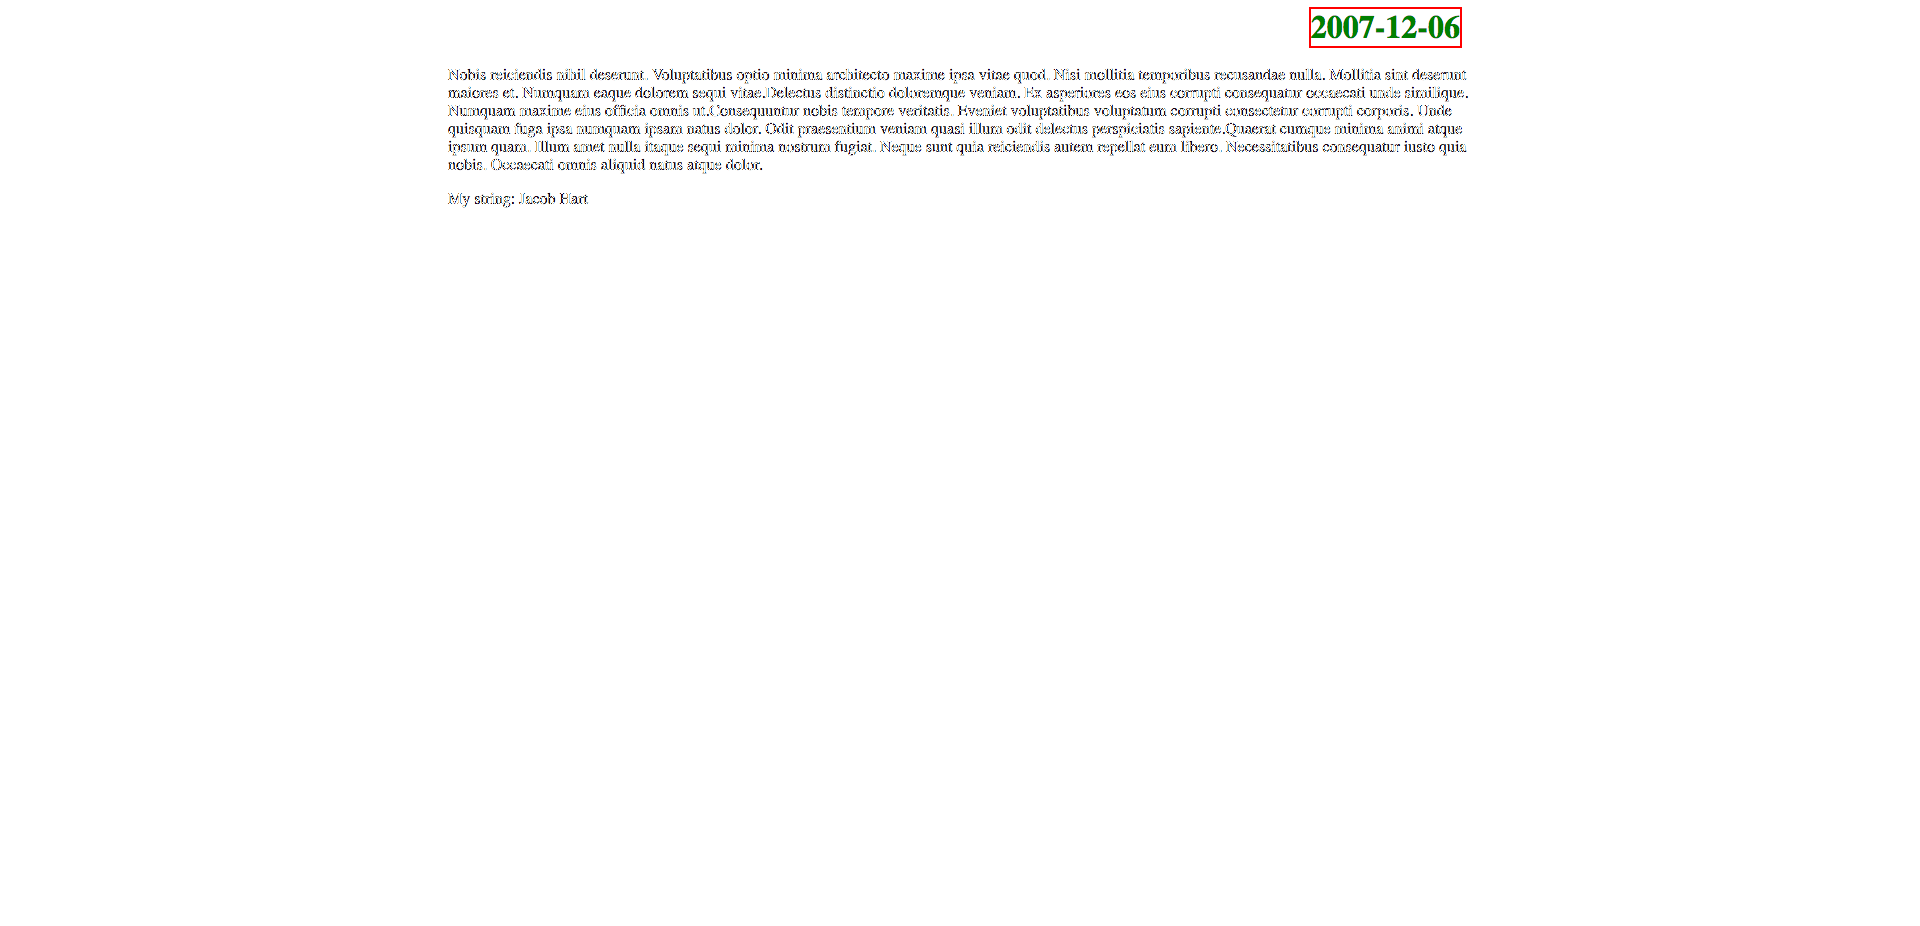 2007-12-06
Nobis reiciendis nihil deserunt. Voluptatibus optio minima architecto maxime ipsa vitae quod. Nisi mollitia temporibus recusandae nulla. Mollitia sint deserunt
maiores et. Numquam eaque dolorem sequi vitae.Delectus distinctio doloremque veniam. Ex asperiores eos eius corrupti consequatur occaecati unde similique.
Numquam maxime eius officia omnis ut.Consequuntur nobis tempore veritatis. Eveniet voluptatibus voluptatum corrupti consectetur corrupti corporis. Unde
quisquam fuga ipsa numquam ipsam natus dolor. Odit praesentium veniam quasi illum odit delectus perspiciatis sapiente.Quaerat cumque minima animi atque
ipsum quam. Illum amet nulla itaque sequi minima nostrum fugiat. Neque sunt quia reiciendis autem repellat eum libero. Necessitatibus consequatur iusto quia
nobis. Occaecati omnis aliquid natus atque dolor.
My string: Jacob Hart